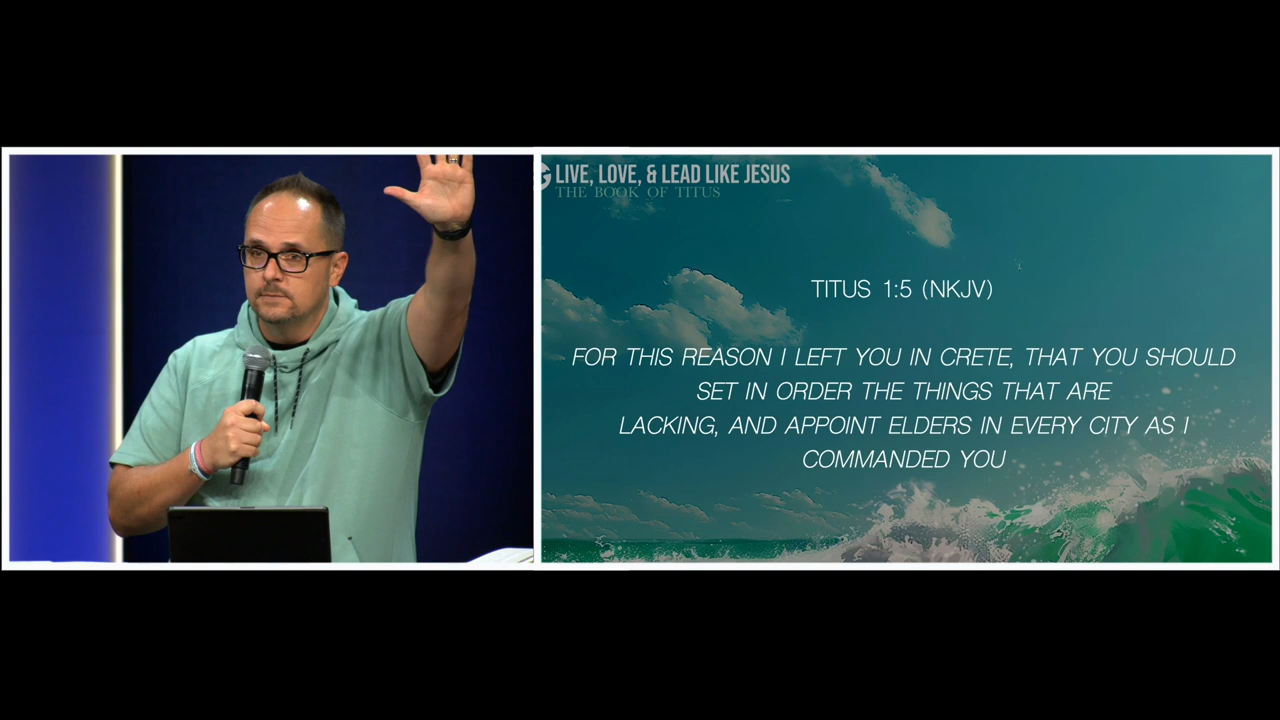 LIVE, LOVE, & LEAD LIKE JESUS
THE BOOK OF TITUS
TITUS 1:5 (NKJV)
FOR THIS REASON I LEFT YOU IN CRETE, THAT YOU SHOULD
SET IN ORDER THE THINGS THAT ARE
LACKING, AND APPOINT ELDERS IN EVERY CITY AS I
COMMANDED YOU